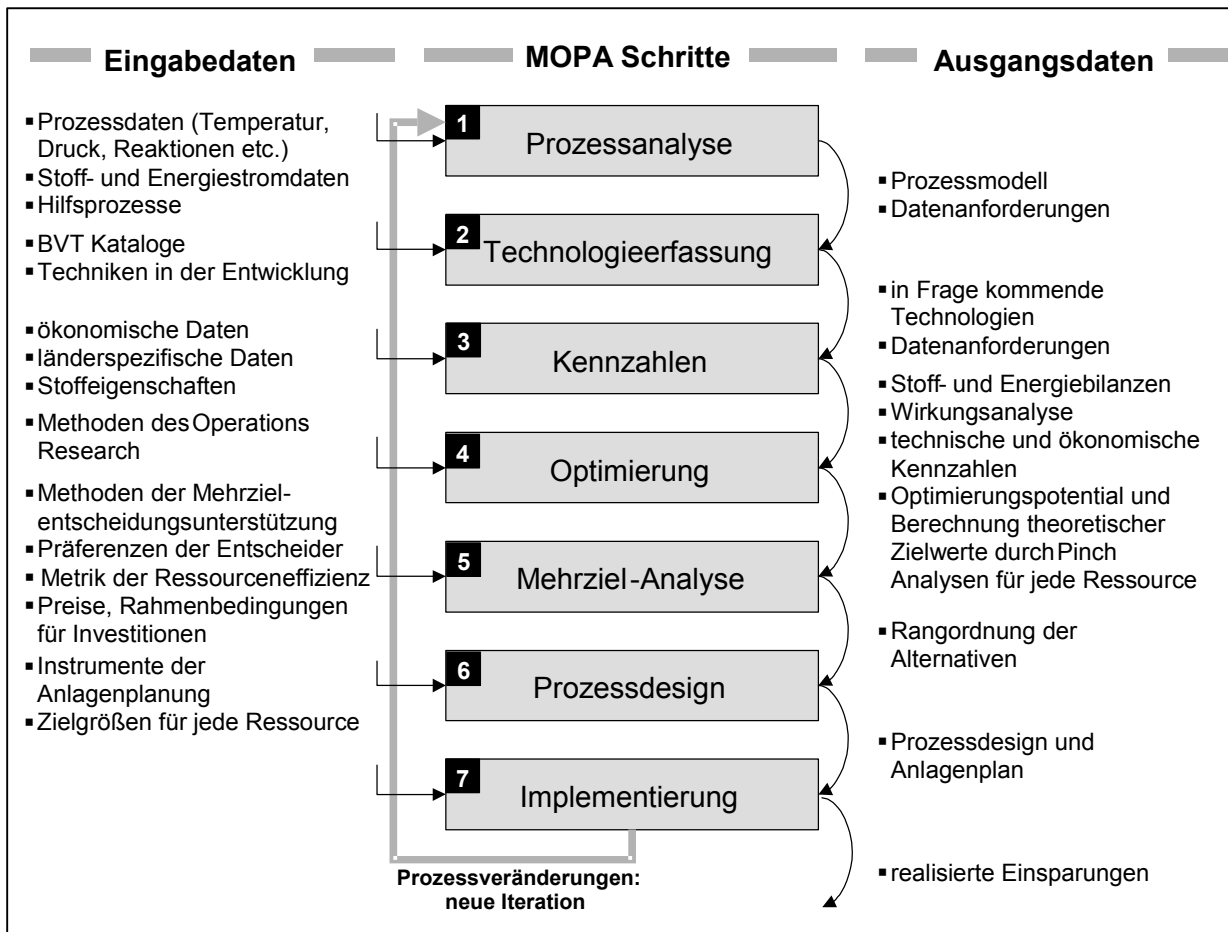 Eingabedaten
MOPA Schritte
Ausgangsdaten
▪Prozessdaten (Temperatur,
Druck, Reaktionen etc.)
▪Stoff- und Energiestromdaten
▪Hilfsprozesse
▪BVT Kataloge
▪Techniken in der Entwicklung
▪ökonomische Daten
▪länderspezifische Daten
▪Stoffeigenschaften
▪Methoden des Operations
Research
▪Methoden der Mehrziel-
entscheidungsunterstützung
▪Präferenzen der Entscheider
▪Metrik der Ressourceneffizienz
▪Preise, Rahmenbedingungen
für Investitionen
▪Instrumente der
Anlagenplanung
▪Zielgrößen für jede Ressource
1
Prozessanalyse
2
Technologieerfassung
3
Kennzahlen
4
Optimierung
5
Mehrziel-Analyse
6
Prozessdesign
7
Implementierung
Prozessveränderungen:
neue Iteration
▪Prozessmodell
▪Datenanforderungen
▪in Frage kommende
Technologien
▪Datenanforderungen
▪Stoff- und Energiebilanzen
▪Wirkungsanalyse
▪technische und ökonomische
Kennzahlen
▪Optimierungspotential und
Berechnung theoretischer
Zielwerte durch Pinch
Analysen für jede Ressource
▪Rangordnung der
Alternativen
▪Prozessdesign und
Anlagenplan
▪realisierte Einsparungen